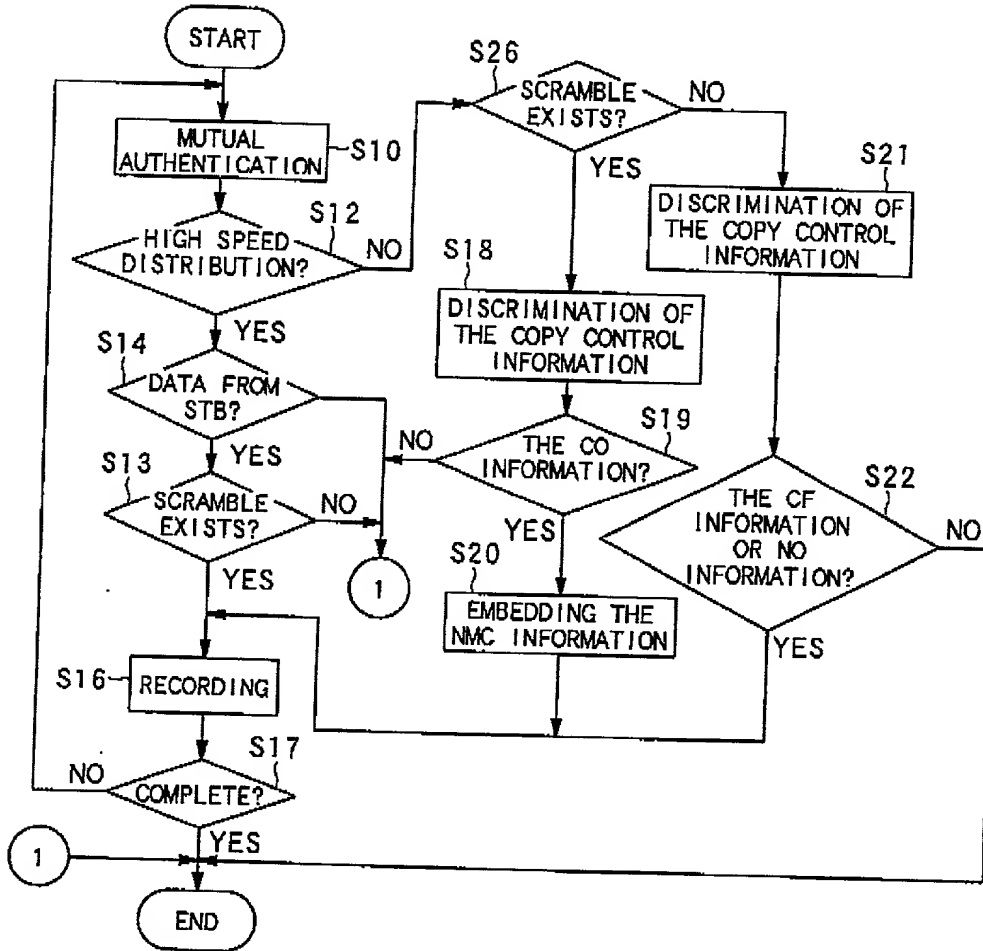 START
MUTUAL
AUTHENTICATION
S10
HIGH SPEED
DISTRIBUTION?
S12
NO
YES
S14
DATA FROM
STB?
YES
S13
SCRAMBLE
EXISTS?
NO
YES
1
S16
RECORDING
S17
NO
COMPLETE?
YES
1
END
S26
SCRAMBLE
EXISTS?
NO
YES
S18
DISCRIMINATION OF
THE COPY CONTROL
INFORMATION
S19
NO
THE CO
INFORMATION?
YES
S20
EMBEDDING THE
NMC INFORMATION
S21
DISCRIMINATION OF
THE COPY CONTROL
INFORMATION
S22
THE CF
INFORMATION
OR NO
INFORMATION?
NO
YES